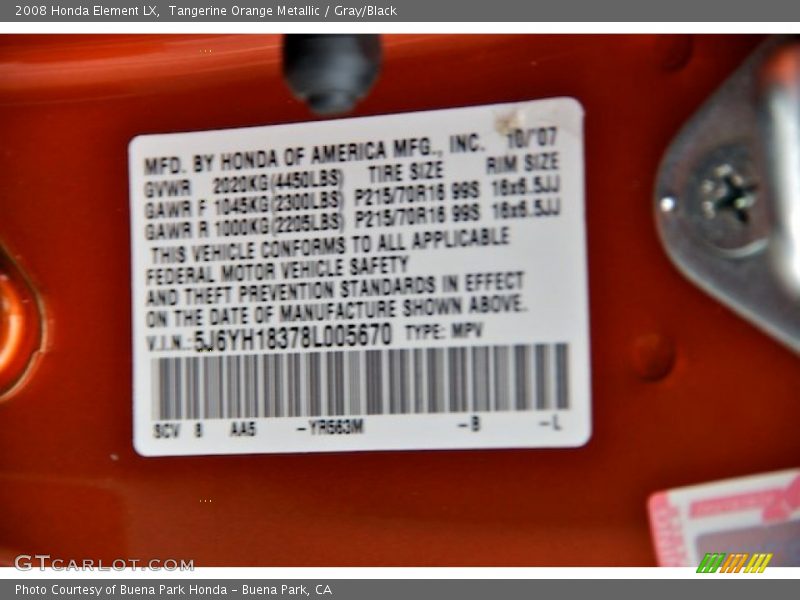 2008 Honda Element LX,  Tangerine Orange Metallic / Gray/Black
MFD. BY HONDA OF AMERICA MFG., INC. 10/'07
GVWR 2020KG(4450LBS) TIRE SIZE RIM SIZE
GAWR F 1045KG(2300LBS) P215/70R16 99S 16x6.5JJ
GAWR R 1000KG(2205LBS) P215/70R16 99S 16x6.5JJ
THIS VEHICLE CONFORMS TO ALL APPLICABLE
FEDERAL MOTOR VEHICLE SAFETY
AND THEFT PREVENTION STANDARDS IN EFFECT
ON THE DATE OF MANUFACTURE SHOWN ABOVE.
V.I.N.:5J6YH18378L005670 TYPE: MPV
SCV 8 AA5 -YR563M -B -L
GTCARLOT.COM
Photo Courtesy of Buena Park Honda - Buena Park, CA